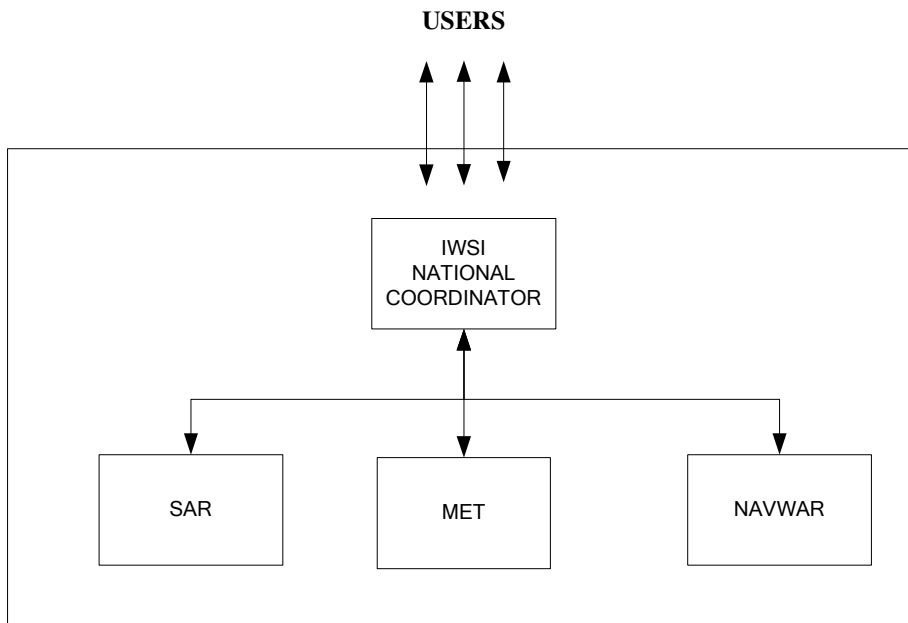 USERS
IWSI
NATIONAL
COORDINATOR
SAR
MET
NAVWAR